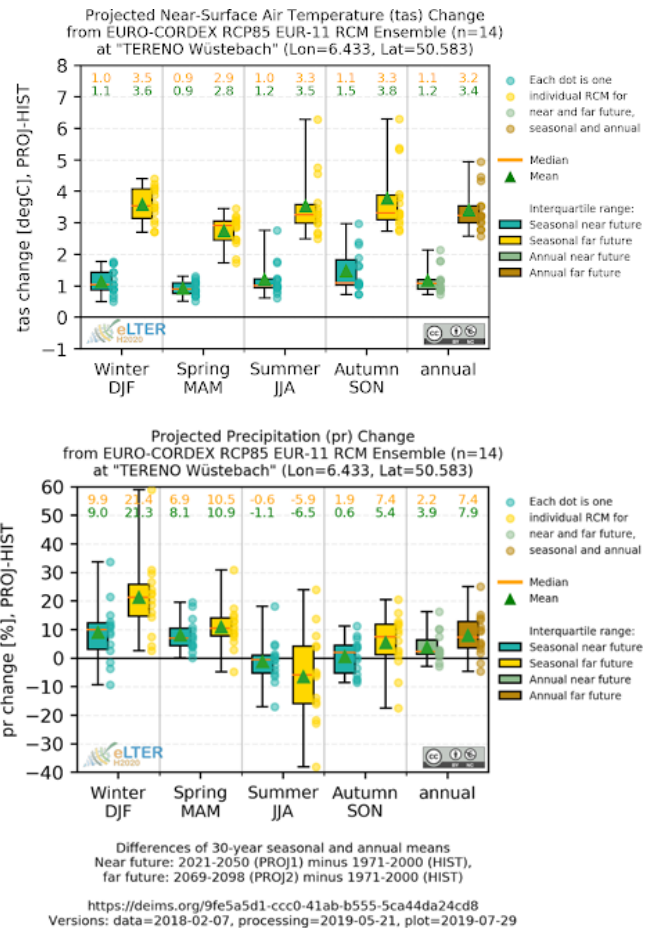 Projected Near-Surface Air Temperature (tas) Change
from EURO-CORDEX RCP85 EUR-11 RCM Ensemble (n=14)
at "TERENO Wüstebach" (Lon=6.433, Lat=50.583)
8
7
6
5
4
3
2
1
0
−1
tas change [degC], PROJ-HIST
1.0 3.5 0.9 2.9 1.0 3.3 1.1 3.3 1.1 3.2
1.1 3.6 0.9 2.8 1.2 3.5 1.5 3.8 1.2 3.4
Each dot is one
individual RCM for
near and far future,
seasonal and annual
Median
Mean
Interquartile range:
Seasonal near future
Seasonal far future
Annual near future
Annual far future
eLTER
H2020
cc
BY NC
Winter Spring Summer Autumn annual
DJF MAM JJA SON
Projected Precipitation (pr) Change
from EURO-CORDEX RCP85 EUR-11 RCM Ensemble (n=14)
at "TERENO Wüstebach" (Lon=6.433, Lat=50.583)
60
50
40
30
20
10
0
−10
−20
−30
−40
pr change [%], PROJ-HIST
9.9 21.4 6.9 10.5 -0.6 -5.9 1.9 7.4 2.2 7.4
9.0 21.3 8.1 10.9 -1.1 -6.5 0.6 5.4 3.9 7.9
Each dot is one
individual RCM for
near and far future,
seasonal and annual
Median
Mean
Interquartile range:
Seasonal near future
Seasonal far future
Annual near future
Annual far future
eLTER
H2020
cc
BY NC
Winter Spring Summer Autumn annual
DJF MAM JJA SON
Differences of 30-year seasonal and annual means
Near future: 2021-2050 (PROJ1) minus 1971-2000 (HIST),
far future: 2069-2098 (PROJ2) minus 1971-2000 (HIST)
https://deims.org/9fe5a5d1-ccc0-41ab-b555-5ca44da24cd8
Versions: data=2018-02-07, processing=2019-05-21, plot=2019-07-29